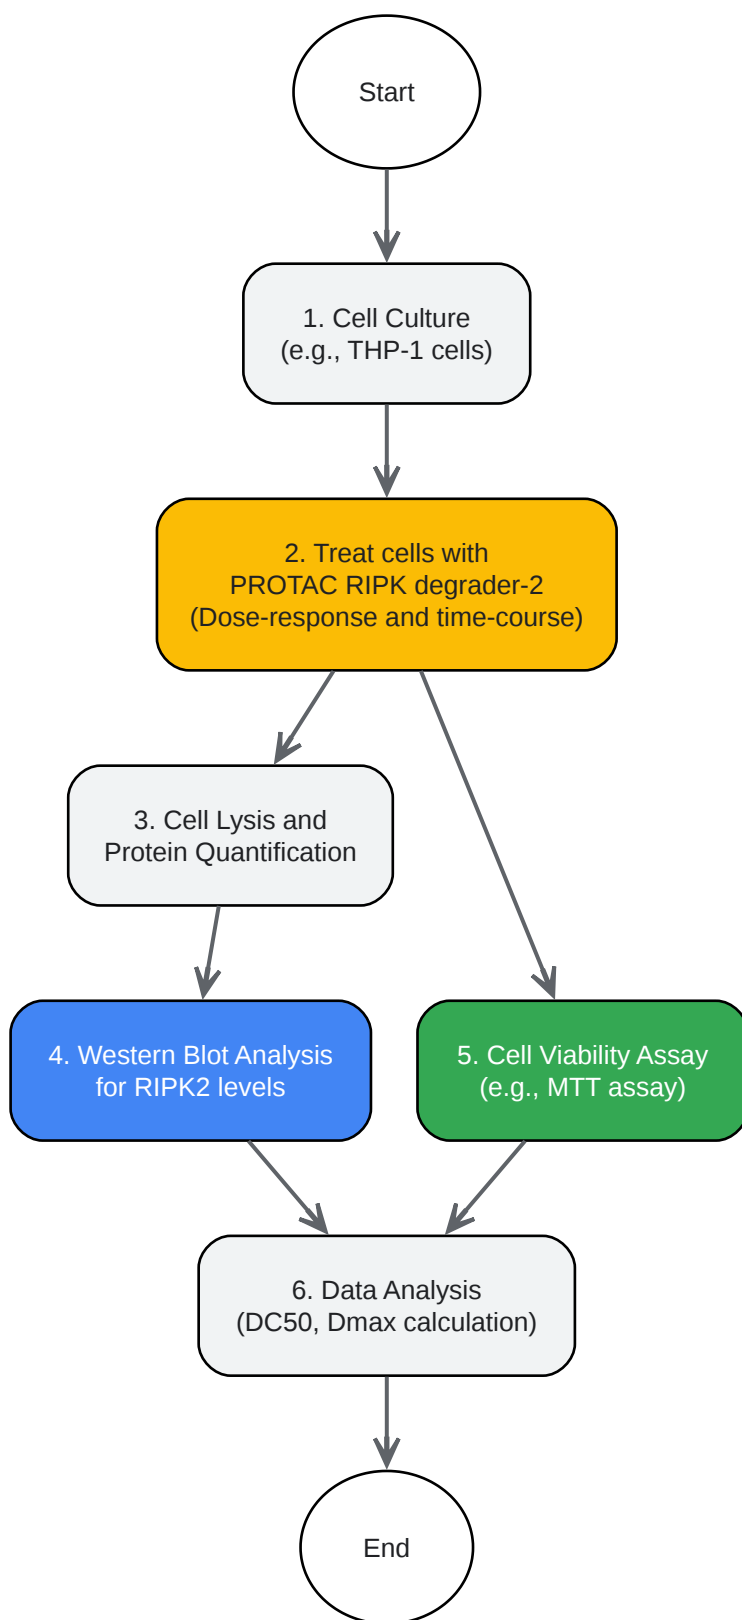 Start
1. Cell Culture
(e.g., THP-1 cells)
2. Treat cells with
PROTAC RIPK degrader-2
(Dose-response and time-course)
3. Cell Lysis and
Protein Quantification
4. Western Blot Analysis
for RIPK2 levels
5. Cell Viability Assay
(e.g., MTT assay)
6. Data Analysis
(DC50, Dmax calculation)
End